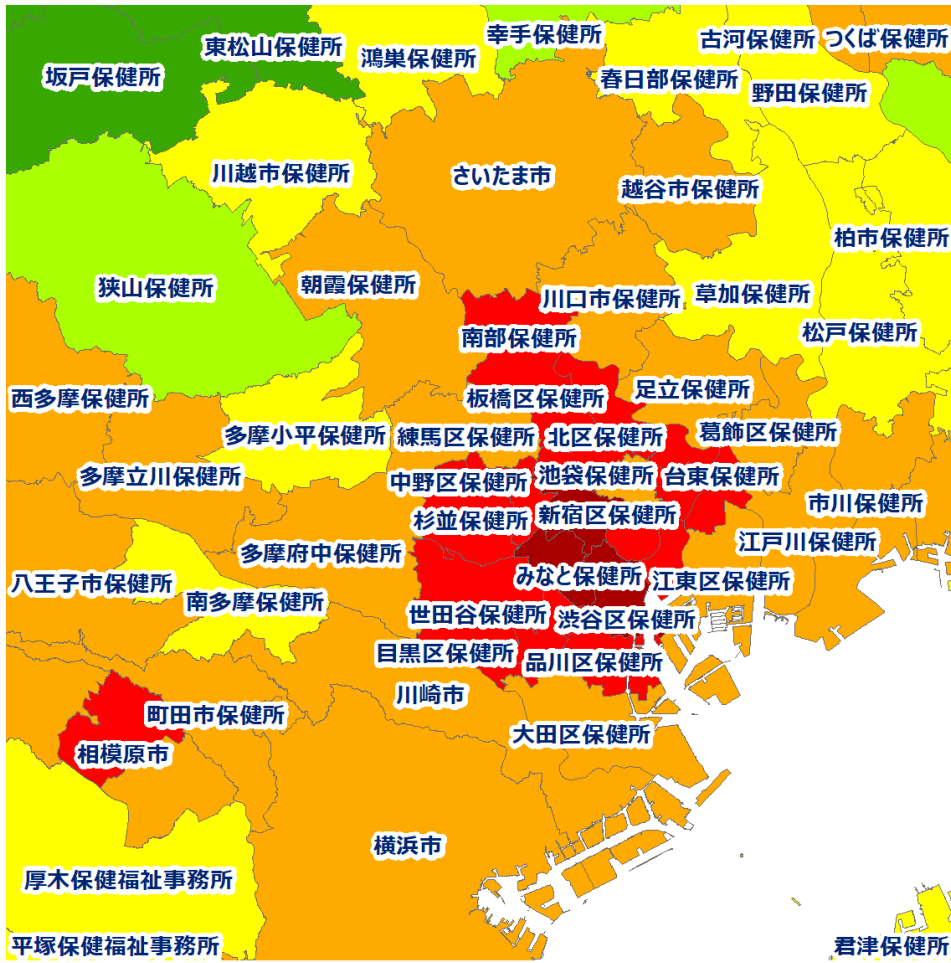 幸手保健所
古河保健所
つくば保健所
東松山保健所
鴻巣保健所
坂戸保健所
春日部保健所
野田保健所
川越市保健所
さいたま市
越谷市保健所
柏市保健所
狭山保健所
朝霞保健所
川口市保健所
草加保健所
南部保健所
松戸保健所
西多摩保健所
板橋区保健所
足立保健所
多摩小平保健所
練馬区保健所
北区保健所
葛飾区保健所
多摩立川保健所
中野区保健所
池袋保健所
台東保健所
市川保健所
杉並保健所
新宿区保健所
江戸川保健所
多摩府中保健所
八王子市保健所
みなと保健所
江東区保健所
南多摩保健所
世田谷保健所
渋谷区保健所
目黒区保健所
品川区保健所
川崎市
町田市保健所
大田区保健所
相模原市
横浜市
厚木保健福祉事務所
平塚保健福祉事務所
君津保健所